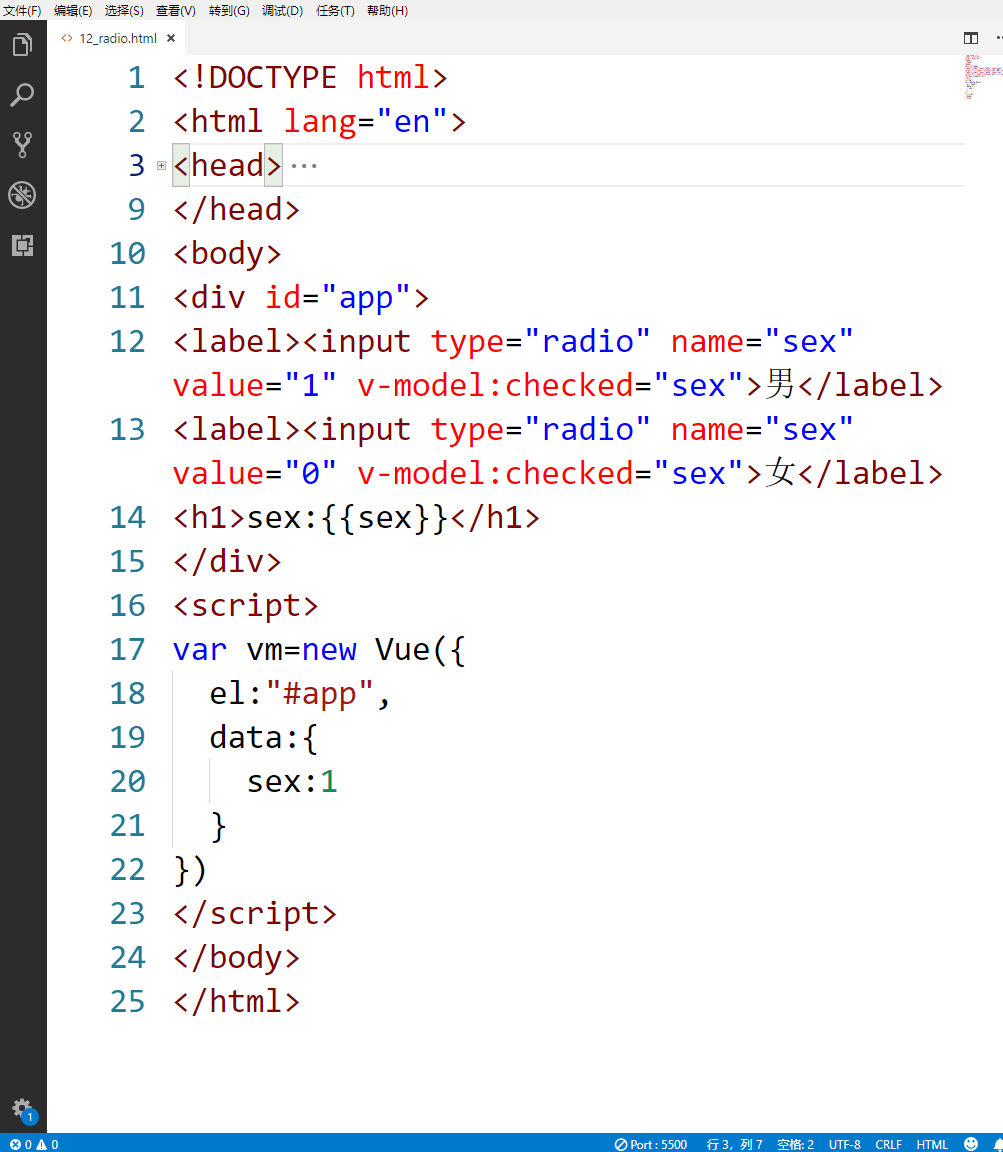 文件(F) 编辑(E) 选择(S) 查看(V) 转到(G) 调试(D) 任务(T) 帮助(H)
<> 12_radio.html ×
1 <!DOCTYPE html>
2 <html lang="en">
3 <head> ···
9 </head>
10 <body>
11 <div id="app">
12 <label><input type="radio" name="sex"
value="1" v-model:checked="sex">男</label>
13 <label><input type="radio" name="sex"
value="0" v-model:checked="sex">女</label>
14 <h1>sex:{{sex}}</h1>
15 </div>
16 <script>
17 var vm=new Vue({
18 el:"#app",
19 data:{
20 sex:1
21 }
22 })
23 </script>
24 </body>
25 </html>
1
0 0 Port : 5500 行 3，列 7 空格: 2 UTF-8 CRLF HTML